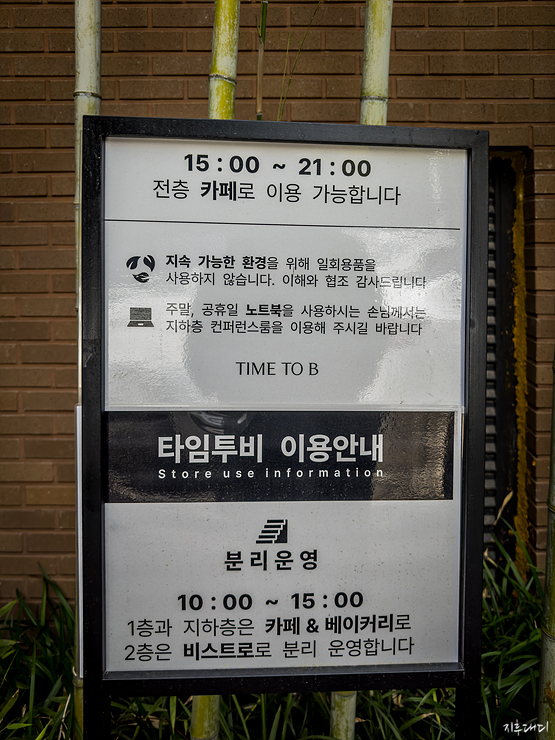 15:00 ~ 21:00
전층 카페로 이용 가능합니다
지속 가능한 환경을 위해 일회용품을
사용하지 않습니다. 이해와 협조 감사드립니다
주말, 공휴일 노트북을 사용하시는 손님께서는
지하층 컨퍼런스룸을 이용해 주시길 바랍니다
TIME TO B
타임투비 이용안내
Store use information
분리운영
10:00 ~ 15:00
1층과 지하층은 카페 & 베이커리로
2층은 비스트로로 분리 운영합니다
지후대디